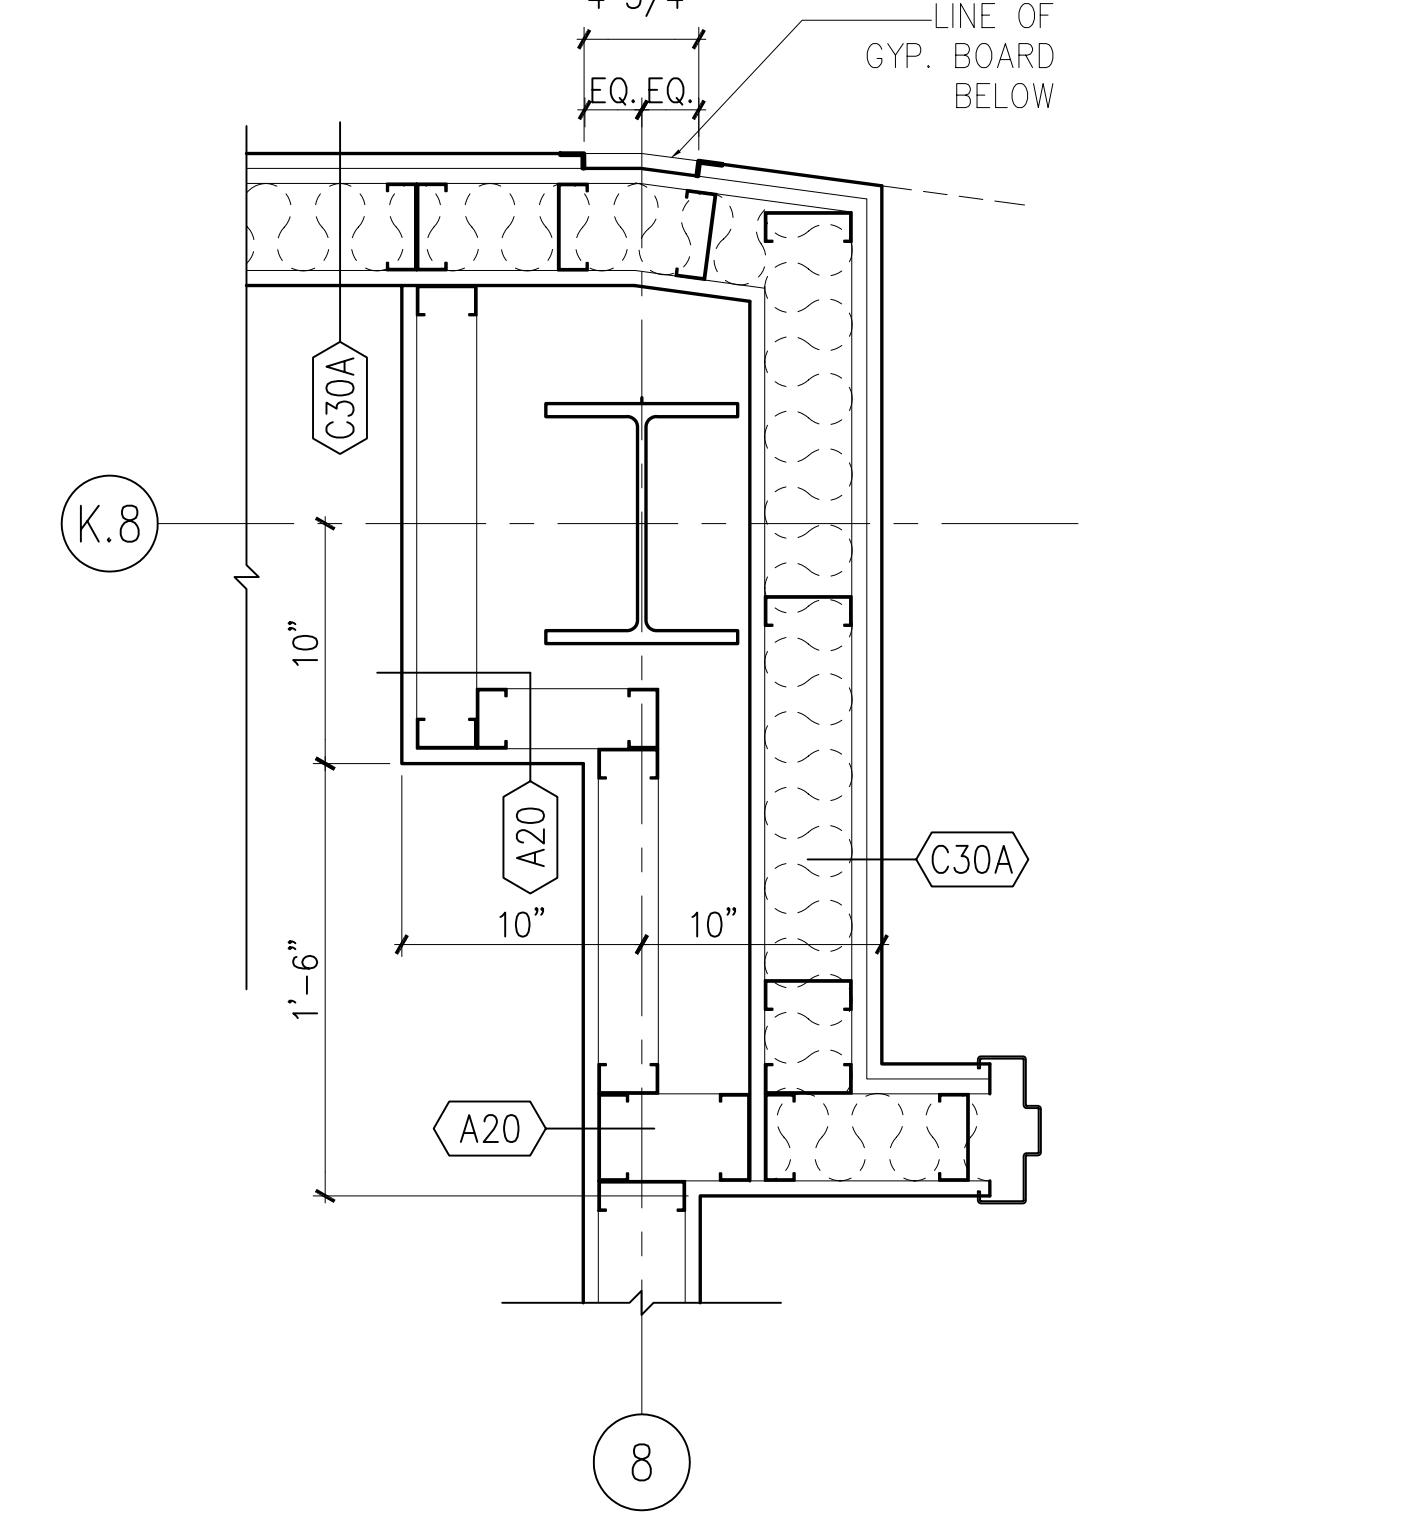 LINE OF
GYP. BOARD
BELOW
EQ. EQ.
C30A
K.8
10”
A20
C30A
10” 10”
1'-6”
A20
8